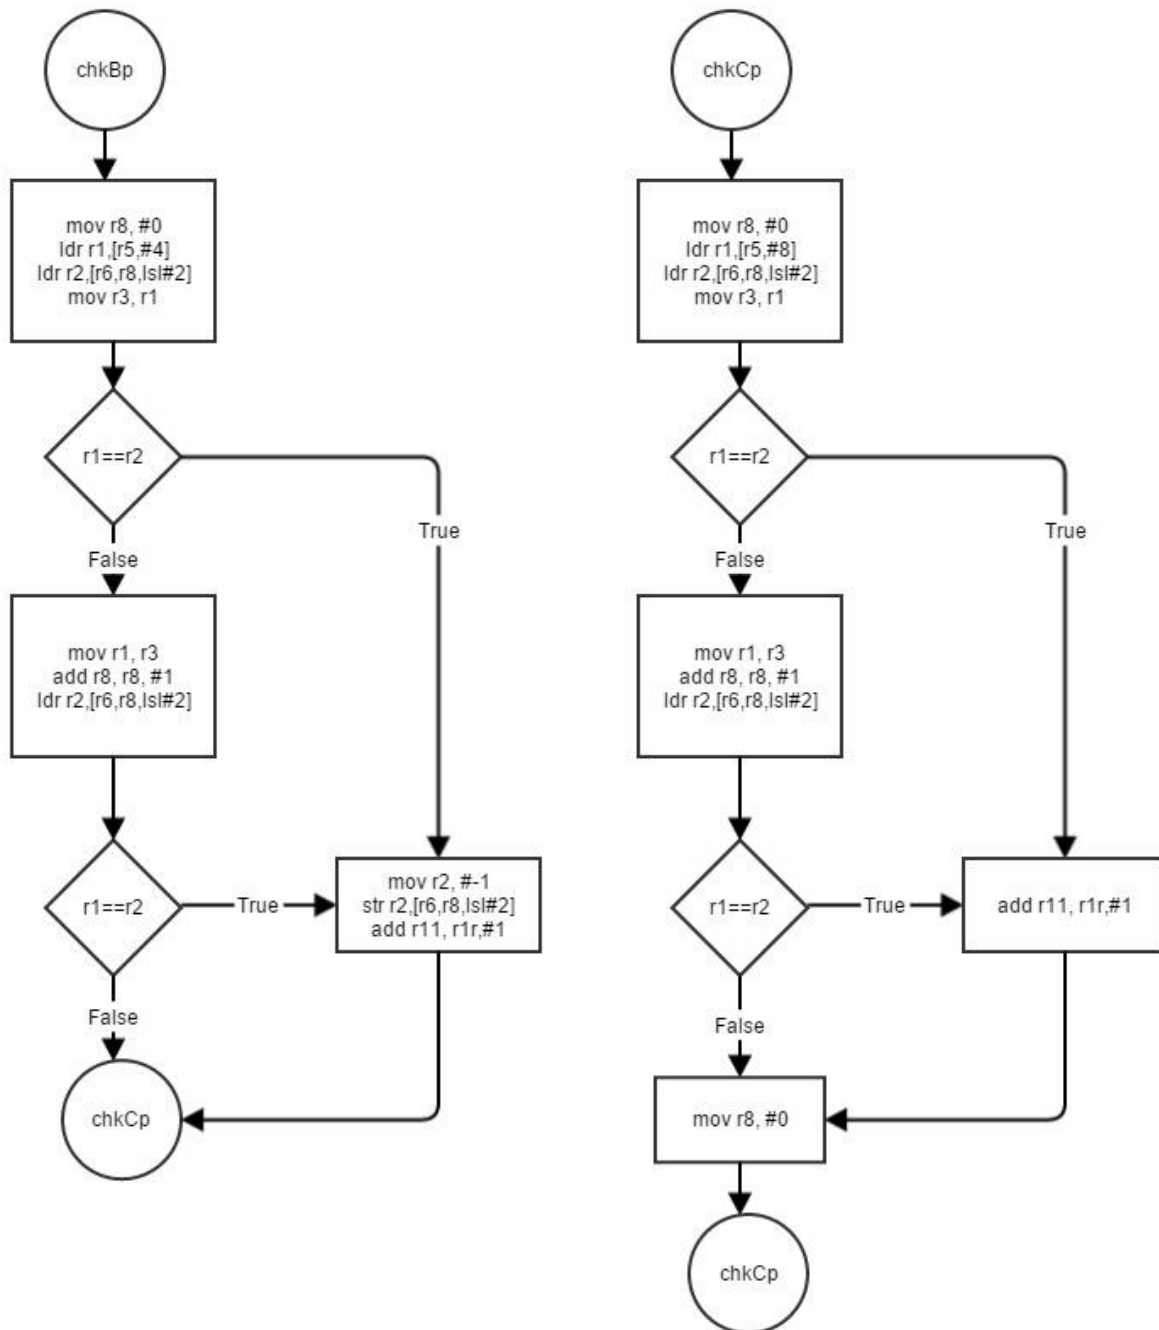 chkBp
mov r8, #0
ldr r1,[r5,#4]
ldr r2,[r6,r8,lsl#2]
mov r3, r1
r1==r2
True
False
mov r1, r3
add r8, r8, #1
ldr r2,[r6,r8,lsl#2]
r1==r2
True
mov r2, #-1
str r2,[r6,r8,lsl#2]
add r11, r1r,#1
False
chkCp
chkCp
mov r8, #0
ldr r1,[r5,#8]
ldr r2,[r6,r8,lsl#2]
mov r3, r1
r1==r2
True
False
mov r1, r3
add r8, r8, #1
ldr r2,[r6,r8,lsl#2]
r1==r2
True
add r11, r1r,#1
False
mov r8, #0
chkCp